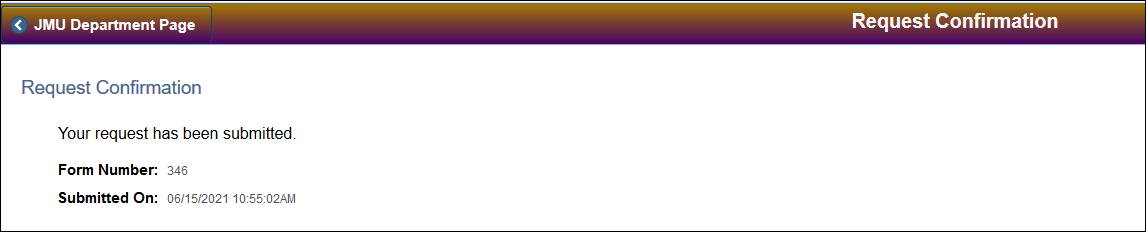 JMU Department Page
Request Confirmation
Request Confirmation
Your request has been submitted.
Form Number: 346
Submitted On: 06/15/2021 10:55:02AM